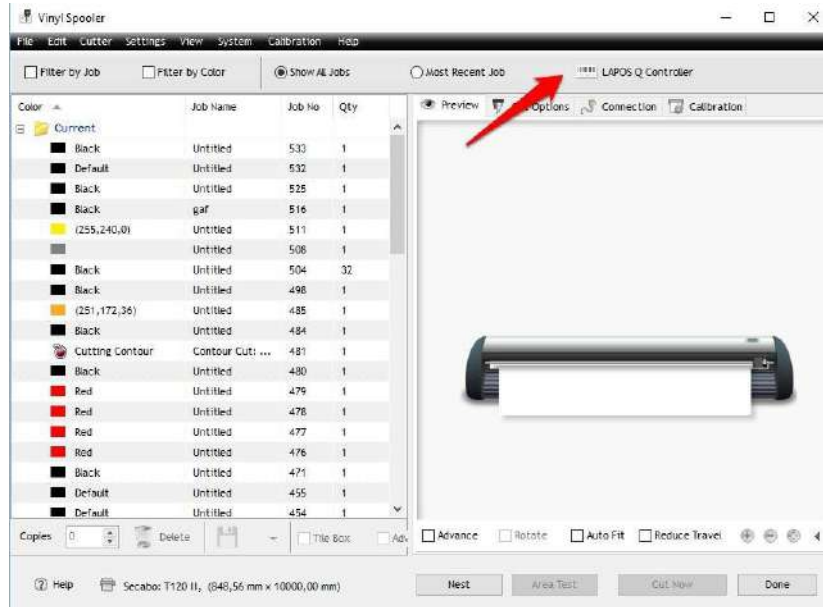 Vinyl Spooler
File Edit Cutter Settings View System Calibration Help
Filter by Job Filter by Color Show All Jobs Most Recent Job LAPOS Q Controller
Color Job Name Job No Qty
Preview Options Connection Calibration
Current
Black Untitled 533 1
Default Untitled 532 1
Black Untitled 525 1
Black gaf 516 1
(255,240,0) Untitled 511 1
Untitled 508 1
Black Untitled 504 32
Black Untitled 498 1
(251,172,36) Untitled 485 1
Black Untitled 484 1
Cutting Contour Contour Cut: ... 481 1
Black Untitled 480 1
Red Untitled 479 1
Red Untitled 478 1
Red Untitled 477 1
Red Untitled 476 1
Black Untitled 471 1
Default Untitled 455 1
Default Untitled 454 1
Copies 0 Delete Tile Box Adv
Advance Rotate Auto Fit Reduce Travel
Help Secabo: T120 II, (848,56 mm x 10000,00 mm)
Nest Area Test Cut Now Done